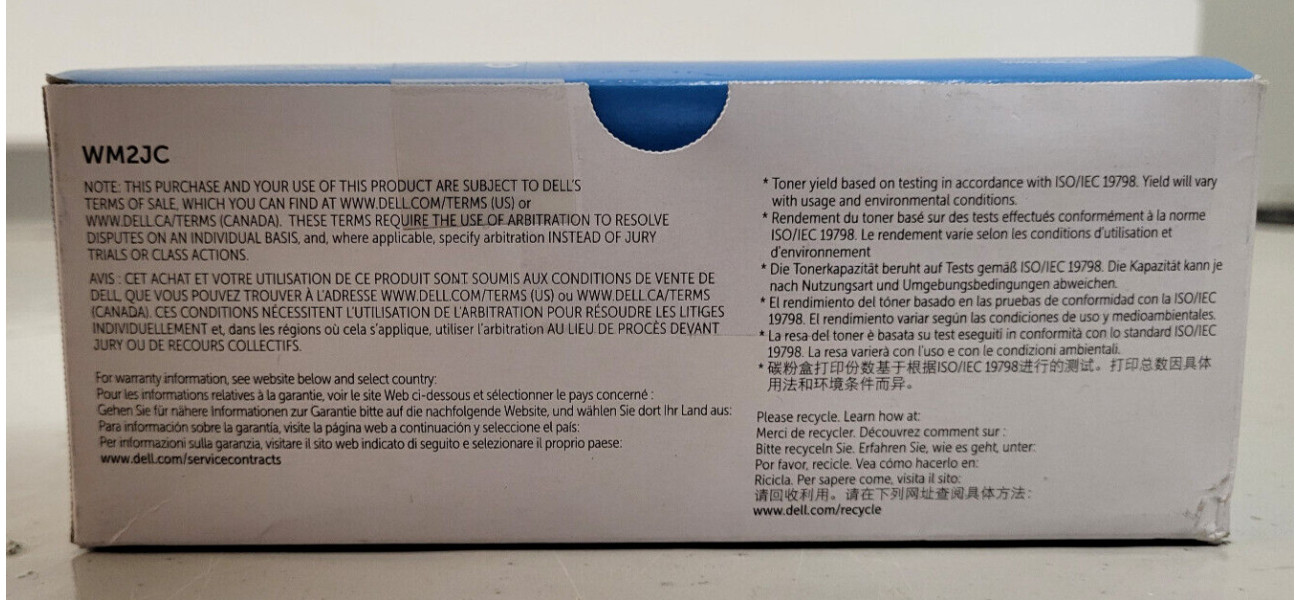 WM2JC
NOTE: THIS PURCHASE AND YOUR USE OF THIS PRODUCT ARE SUBJECT TO DELL'S
TERMS OF SALE, WHICH YOU CAN FIND AT WWW.DELL.COM/TERMS (US) or
WWW.DELL.CA/TERMS (CANADA). THESE TERMS REQUIRE THE USE OF ARBITRATION TO RESOLVE
DISPUTES ON AN INDIVIDUAL BASIS, and, where applicable, specify arbitration INSTEAD OF JURY
TRIALS OR CLASS ACTIONS.
AVIS : CET ACHAT ET VOTRE UTILISATION DE CE PRODUIT SONT SOUMIS AUX CONDITIONS DE VENTE DE
DELL, QUE VOUS POUVEZ TROUVER À L'ADRESSE WWW.DELL.COM/TERMS (US) ou WWW.DELL.CA/TERMS
(CANADA). CES CONDITIONS NÉCESSITENT L'UTILISATION DE L'ARBITRATION POUR RÉSOUDRE LES LITIGES
INDIVIDUELLEMENT et, dans les régions où cela s'applique, utiliser l'arbitration AU LIEU DE PROCÈS DEVANT
JURY OU DE RECOURS COLLECTIFS.
For warranty information, see website below and select country:
Pour les informations relatives à la garantie, voir le site Web ci-dessous et sélectionner le pays concerné :
Gehen Sie für nähere Informationen zur Garantie bitte auf die nachfolgende Website, und wählen Sie dort Ihr Land aus:
Para información sobre la garantía, visite la página web a continuación y seleccione el país:
Per informazioni sulla garanzia, visitare il sito web indicato di seguito e selezionare il proprio paese:
www.dell.com/servicecontracts
* Toner yield based on testing in accordance with ISO/IEC 19798. Yield will vary
with usage and environmental conditions.
* Rendement du toner basé sur des tests effectués conformément à la norme
ISO/IEC 19798. Le rendement varie selon les conditions d'utilisation et
d'environnement
* Die Tonerkapazität beruht auf Tests gemäß ISO/IEC 19798. Die Kapazität kann je
nach Nutzungsart und Umgebungsbedingungen abweichen.
* El rendimiento del tóner basado en las pruebas de conformidad con la ISO/IEC
19798. El rendimiento variar según las condiciones de uso y medioambientales.
* La resa del toner è basata su test eseguiti in conformità con lo standard ISO/IEC
19798. La resa varierà con l'uso e con le condizioni ambientali.
* 碳粉盒打印份数基于根据ISO/IEC 19798进行的测试。打印总数因具体
用法和环境条件而异。
Please recycle. Learn how at:
Merci de recycler. Découvrez comment sur :
Bitte recyceln Sie. Erfahren Sie, wie es geht, unter:
Por favor, recicle. Vea cómo hacerlo en:
Ricicla. Per sapere come, visita il sito:
请回收利用。请在下列网址查阅具体方法：
www.dell.com/recycle